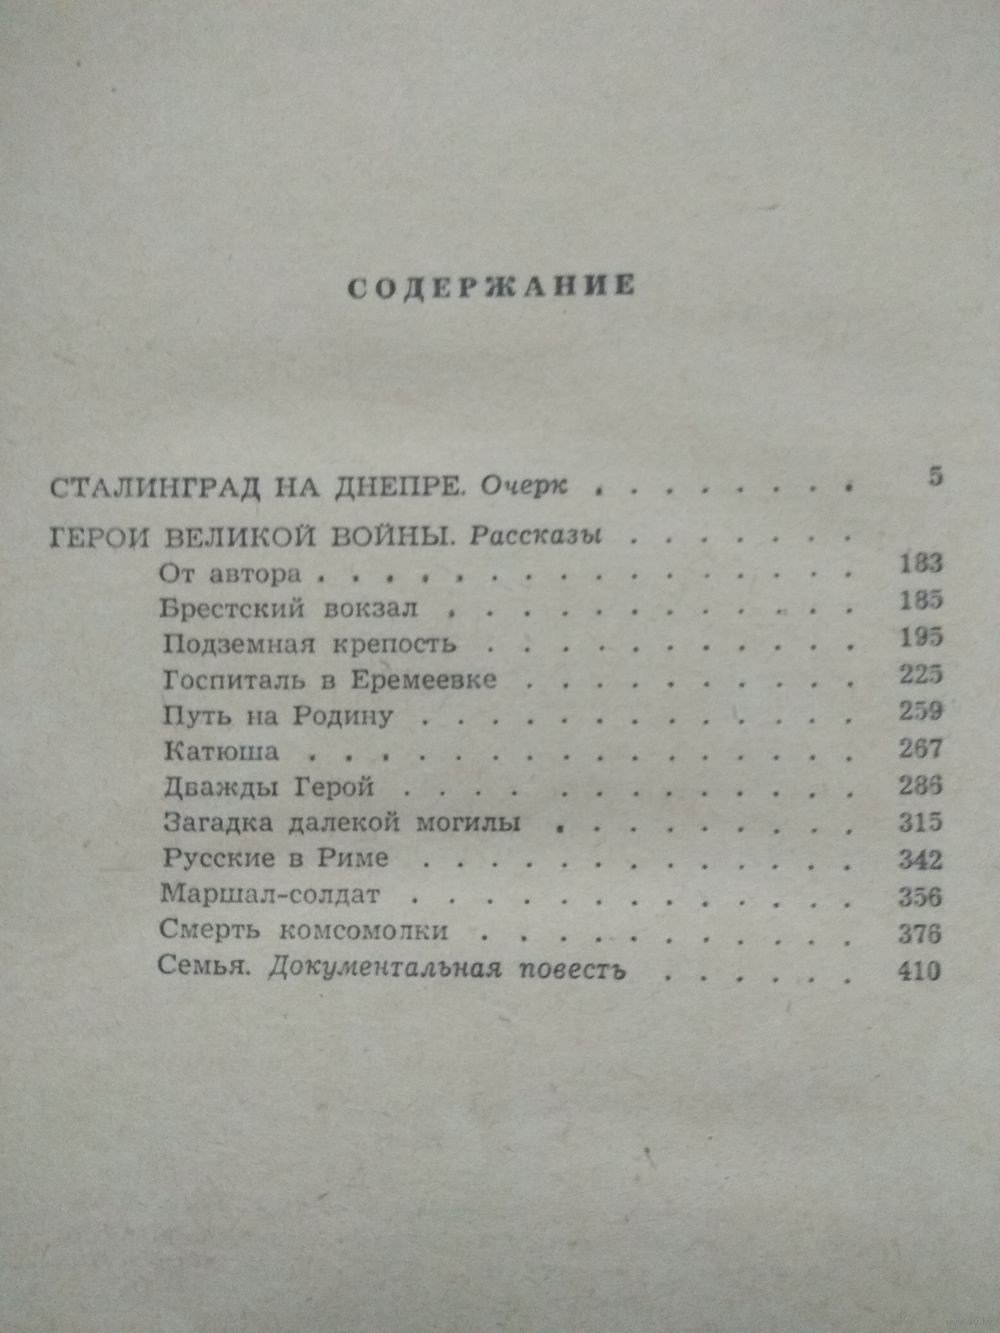 СОДЕРЖАНИЕ
СТАЛИНГРАД НА ДНЕПРЕ. Очерк . . . . . . . . 5
ГЕРОИ ВЕЛИКОЙ ВОЙНЫ. Рассказы . . . . . . .
От автора . . . . . . . . . . . . . . . 183
Брестский вокзал . . . . . . . . . . . . 185
Подземная крепость . . . . . . . . . . . 195
Госпиталь в Еремеевке . . . . . . . . . . 225
Путь на Родину . . . . . . . . . . . . 259
Катюша . . . . . . . . . . . . . . . 267
Дважды Герой . . . . . . . . . . . . 286
Загадка далекой могилы . . . . . . . . . 315
Русские в Риме . . . . . . . . . . . . 342
Маршал-солдат . . . . . . . . . . . . 356
Смерть комсомолки . . . . . . . . . . . 376
Семья. Документальная повесть . . . . . . 410